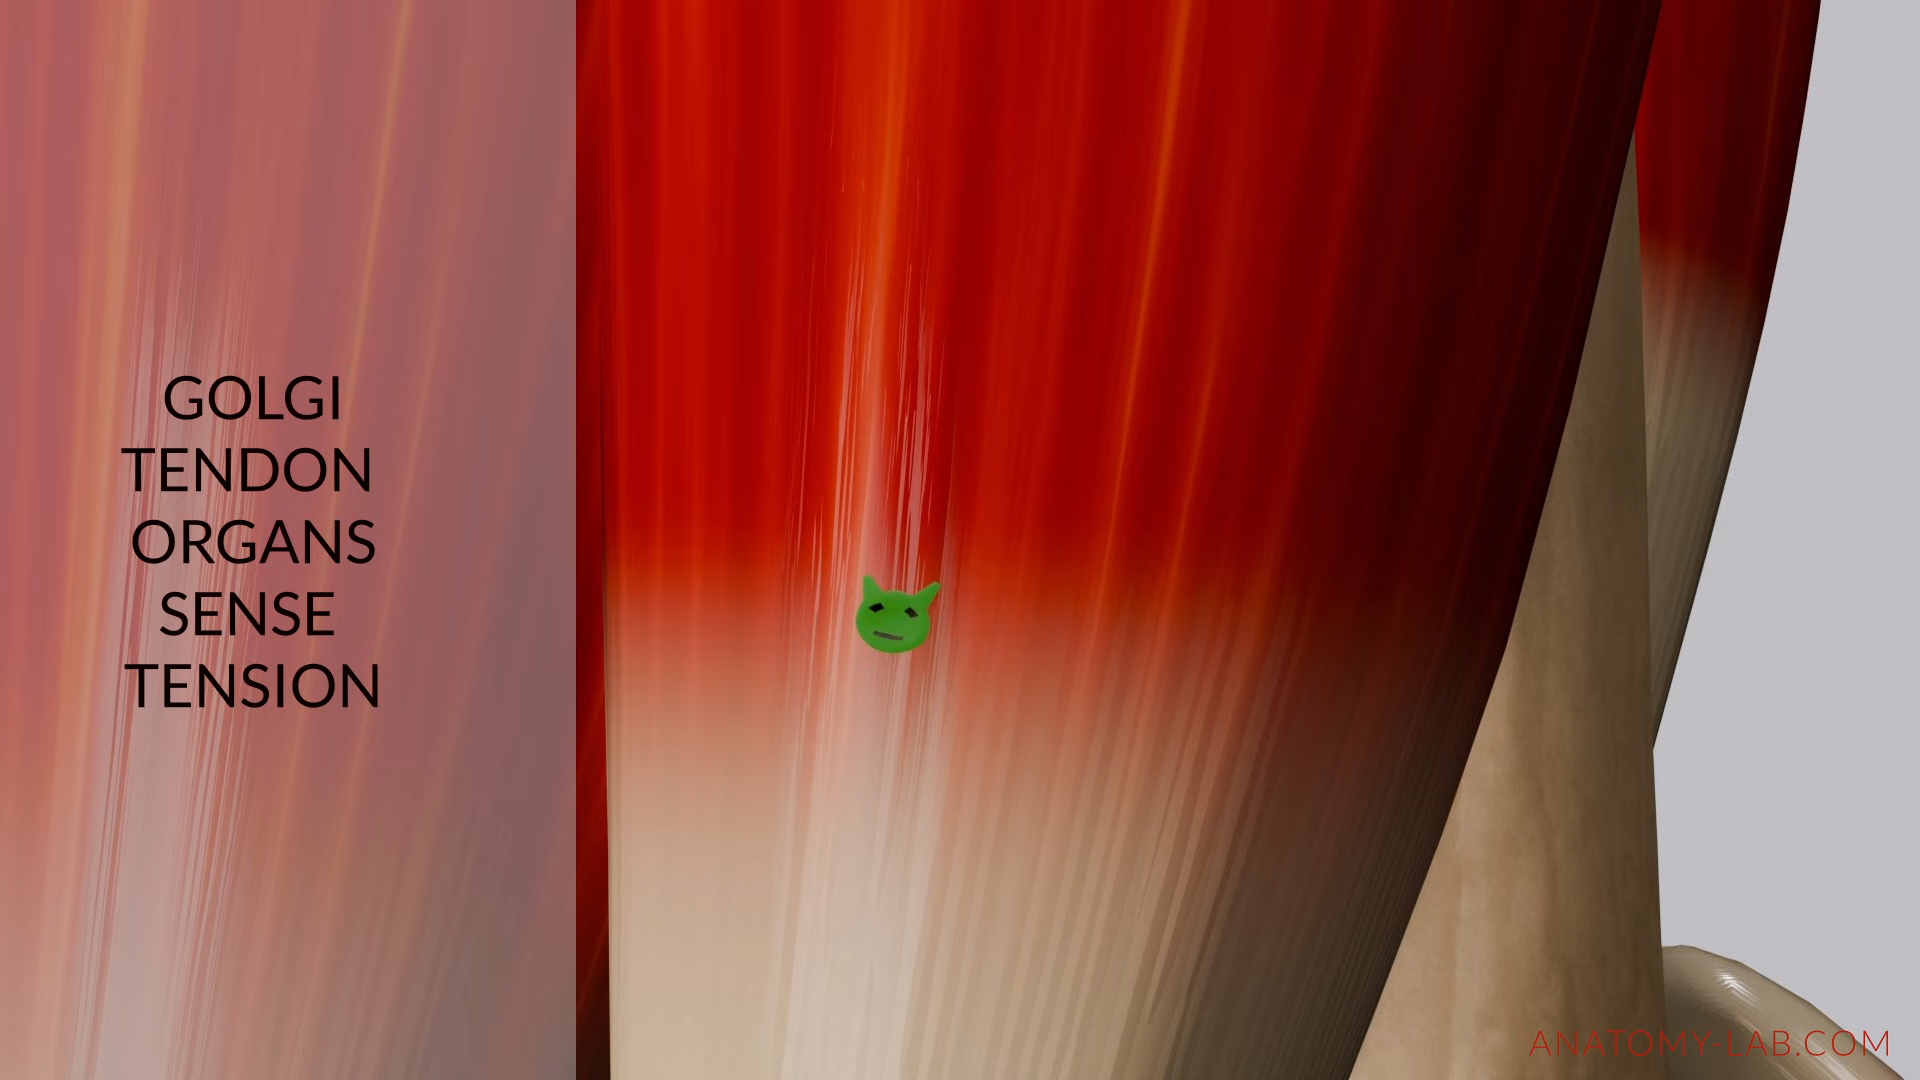 GOLGI
TENDON
ORGANS
SENSE
TENSION
ANATOMY-LAB.COM